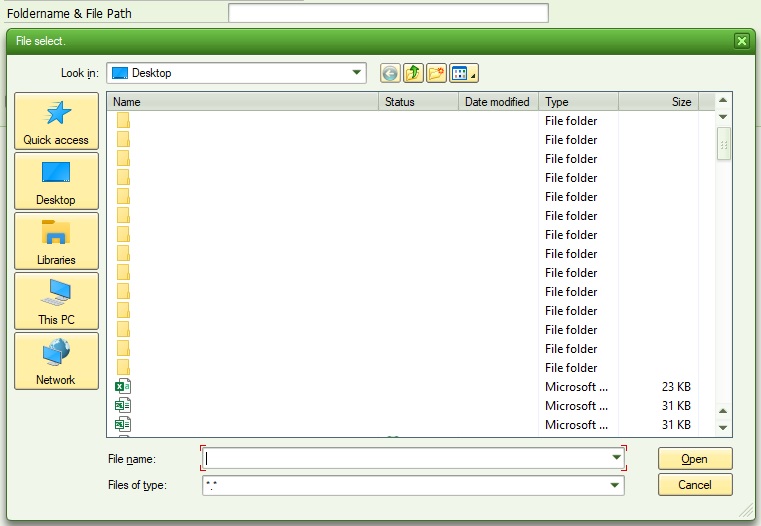 Foldername & File Path
File select.
Look in:
Desktop
Name Status Date modified Type Size
File folder
File folder
File folder
File folder
File folder
File folder
File folder
File folder
File folder
File folder
File folder
File folder
File folder
File folder
Microsoft ... 23 KB
Microsoft ... 31 KB
Microsoft ... 31 KB
Quick access
Desktop
Libraries
This PC
Network
File name:
Open
Files of type: *.*
Cancel